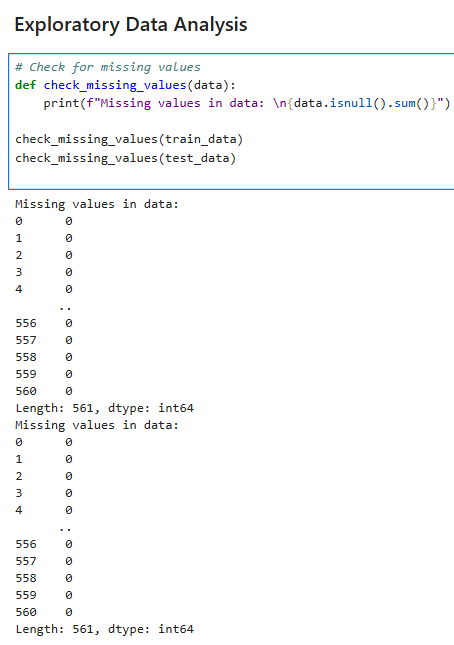 Exploratory Data Analysis
# Check for missing values
def check_missing_values(data):
    print(f"Missing values in data: \n{data.isnull().sum()}")
check_missing_values(train_data)
check_missing_values(test_data)
Missing values in data:
0      0
1      0
2      0
3      0
4      0
      ..
556    0
557    0
558    0
559    0
560    0
Length: 561, dtype: int64
Missing values in data:
0      0
1      0
2      0
3      0
4      0
      ..
556    0
557    0
558    0
559    0
560    0
Length: 561, dtype: int64